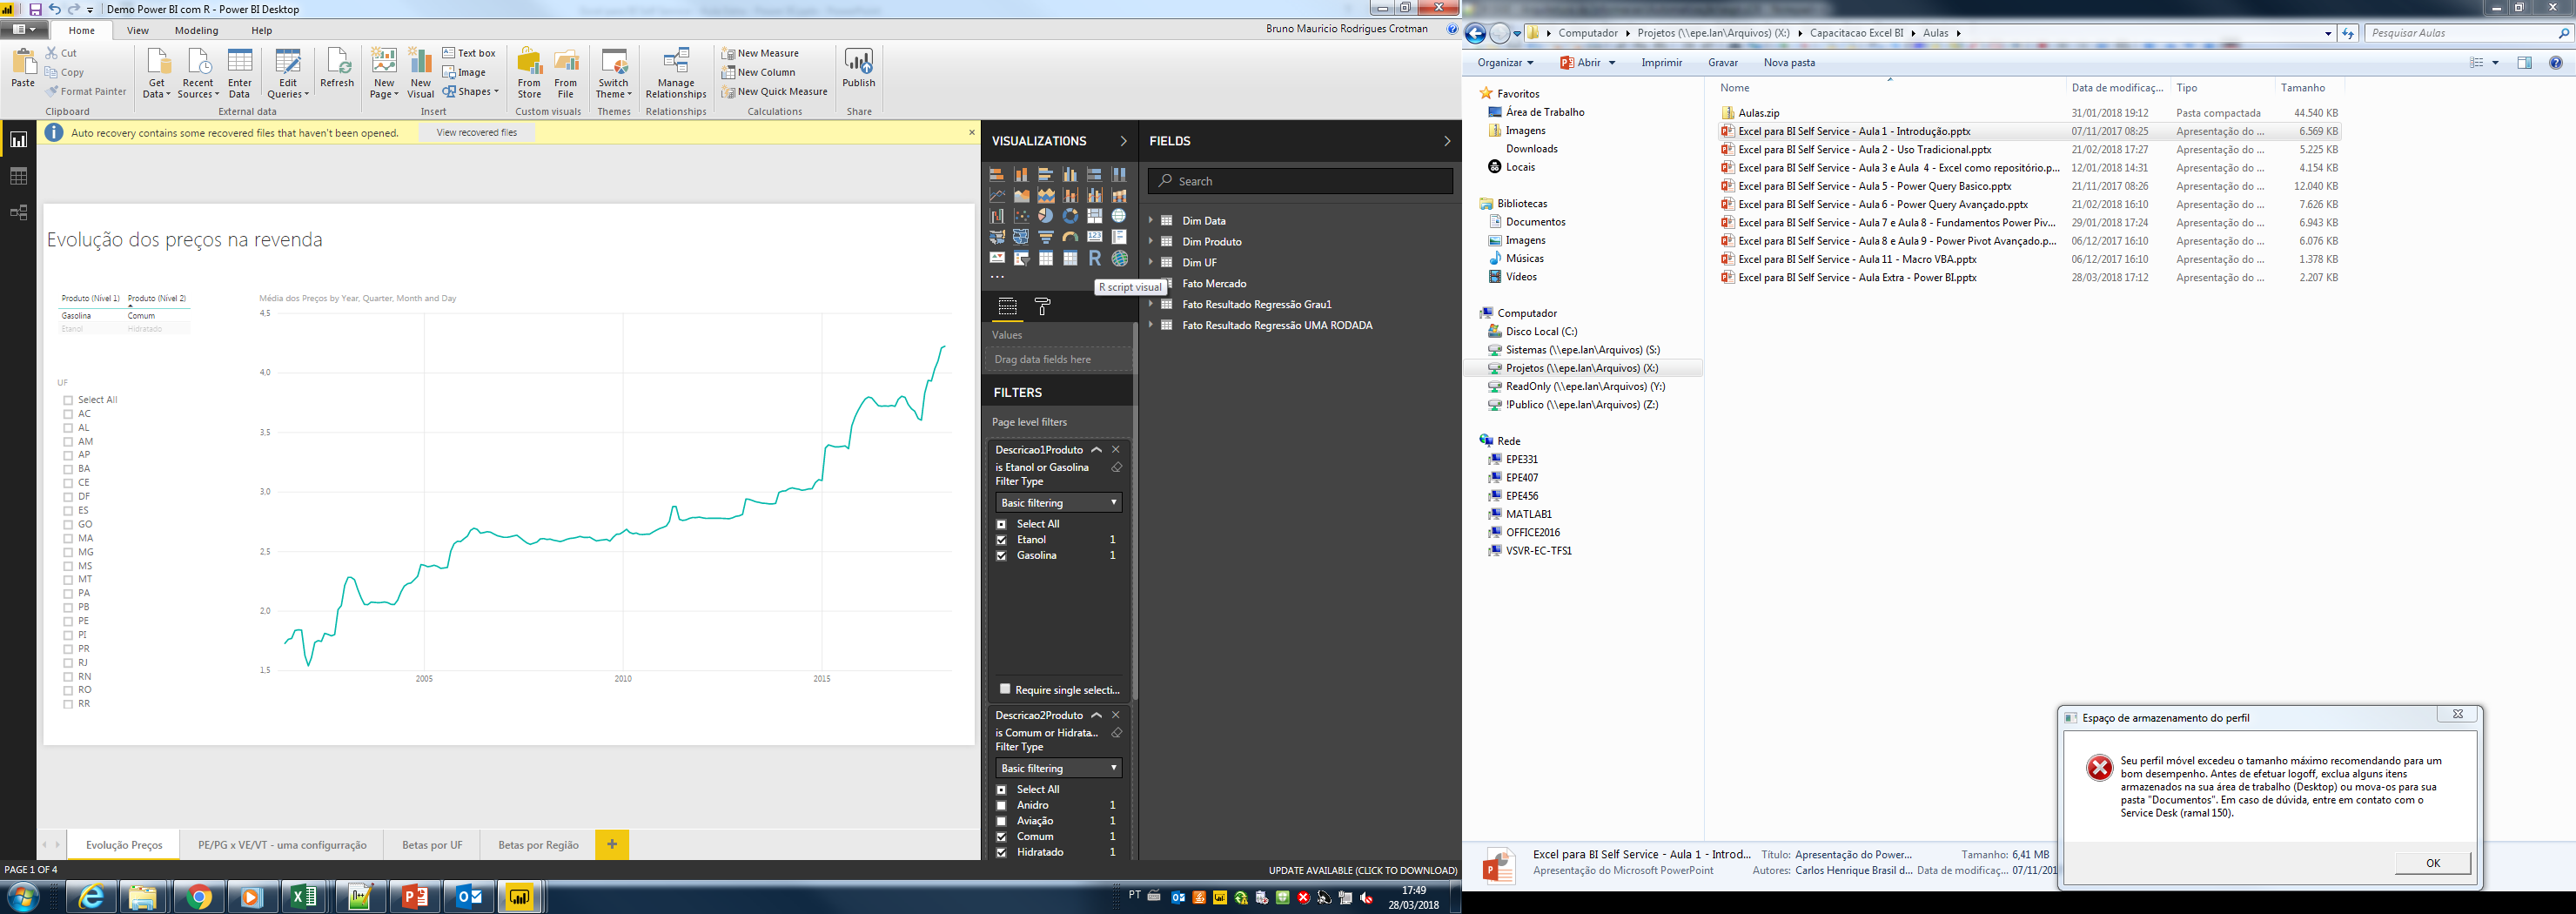 Demo Power BI com R - Power BI Desktop
Home
View
Modeling
Help
Bruno Mauricio Rodrigues Crotman
Paste
Cut
Copy
Format Painter
Clipboard
Get Data
Recent Sources
Enter Data
Edit Queries
Refresh
External data
New Page
New Visual
Text box
Image
Shapes
Insert
From Store
From File
Custom visuals
Switch Theme
Themes
Manage Relationships
Relationships
New Measure
New Column
New Quick Measure
Calculations
Publish
Share
Auto recovery contains some recovered files that haven't been opened.
View recovered files
Evolução dos preços na revenda
Produto (Nível 1) Produto (Nível 2)
Gasolina Comum
Etanol Hidratado
UF
Select All
AC
AL
AM
AP
BA
CE
DF
ES
GO
MA
MG
MS
MT
PA
PB
PE
PI
PR
RJ
RN
RO
RR
Média dos Preços by Year, Quarter, Month and Day
4,5
4,0
3,5
3,0
2,5
2,0
1,5
2005
2010
2015
VISUALIZATIONS
R script visual
Values
Drag data fields here
FILTERS
Page level filters
Descricao1Produto
is Etanol or Gasolina
Filter Type
Basic filtering
Select All
Etanol 1
Gasolina 1
Require single selecti...
Descricao2Produto
is Comum or Hidrata...
Filter Type
Basic filtering
Select All
Anidro 1
Aviação 1
Comum 1
Hidratado 1
FIELDS
Search
Dim Data
Dim Produto
Dim UF
Fato Mercado
Fato Resultado Regressão Grau1
Fato Resultado Regressão UMA RODADA
Evolução Preços
PE/PG x VE/VT - uma configurração
Betas por UF
Betas por Região
PAGE 1 OF 4
UPDATE AVAILABLE (CLICK TO DOWNLOAD)
PT
17:49
28/03/2018
Computador
Projetos (\\epe.lan\Arquivos) (X:)
Capacitacao Excel BI
Aulas
Pesquisar Aulas
Organizar
Abrir
Imprimir
Gravar
Nova pasta
Favoritos
Área de Trabalho
Imagens
Downloads
Locais
Bibliotecas
Documentos
Imagens
Músicas
Vídeos
Computador
Disco Local (C:)
Sistemas (\\epe.lan\Arquivos) (S:)
Projetos (\\epe.lan\Arquivos) (X:)
ReadOnly (\\epe.lan\Arquivos) (Y:)
!Publico (\\epe.lan\Arquivos) (Z:)
Rede
EPE331
EPE407
EPE456
MATLAB1
OFFICE2016
VSVR-EC-TFS1
Nome Data de modificaç... Tipo Tamanho
Aulas.zip 31/01/2018 19:12 Pasta compactada 44.540 KB
Excel para BI Self Service - Aula 1 - Introdução.pptx 07/11/2017 08:25 Apresentação do ... 6.569 KB
Excel para BI Self Service - Aula 2 - Uso Tradicional.pptx 21/02/2018 17:27 Apresentação do ... 5.225 KB
Excel para BI Self Service - Aula 3 e Aula 4 - Excel como repositório.p... 12/01/2018 14:31 Apresentação do ... 4.154 KB
Excel para BI Self Service - Aula 5 - Power Query Basico.pptx 21/11/2017 08:26 Apresentação do ... 12.040 KB
Excel para BI Self Service - Aula 6 - Power Query Avançado.pptx 21/02/2018 16:10 Apresentação do ... 7.626 KB
Excel para BI Self Service - Aula 7 e Aula 8 - Fundamentos Power Piv... 29/01/2018 17:24 Apresentação do ... 6.943 KB
Excel para BI Self Service - Aula 8 e Aula 9 - Power Pivot Avançado.p... 06/12/2017 16:10 Apresentação do ... 6.076 KB
Excel para BI Self Service - Aula 11 - Macro VBA.pptx 06/12/2017 16:10 Apresentação do ... 1.378 KB
Excel para BI Self Service - Aula Extra - Power BI.pptx 28/03/2018 17:12 Apresentação do ... 2.207 KB
Espaço de armazenamento do perfil
Seu perfil móvel excedeu o tamanho máximo recomendando para um
bom desempenho. Antes de efetuar logoff, exclua alguns itens
armazenados na sua área de trabalho (Desktop) ou mova-os para sua
pasta "Documentos". Em caso de dúvida, entre em contato com o
Service Desk (ramal 150).
OK
Excel para BI Self Service - Aula 1 - Introd... Título: Apresentação do Power... Tamanho: 6,41 MB
Apresentação do Microsoft PowerPoint Autores: Carlos Henrique Brasil d... Data de modificaç... 07/11/201